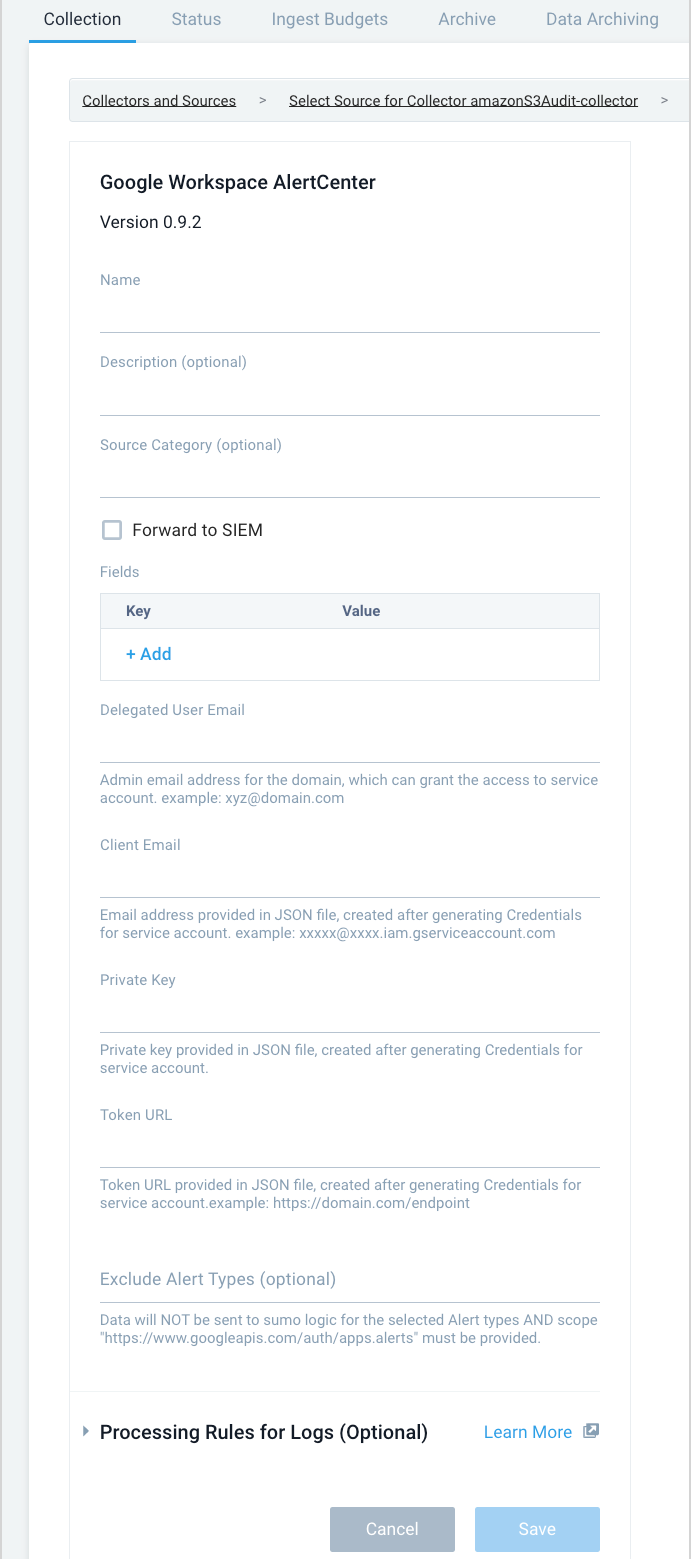 Collection Status Ingest Budgets Archive Data Archiving
Collectors and Sources > Select Source for Collector amazonS3Audit-collector >
Google Workspace AlertCenter
Version 0.9.2
Name
Description (optional)
Source Category (optional)
Forward to SIEM
Fields
Key Value
+ Add
Delegated User Email
Admin email address for the domain, which can grant the access to service
account. example: xyz@domain.com
Client Email
Email address provided in JSON file, created after generating Credentials
for service account. example: xxxxx@xxxx.iam.gserviceaccount.com
Private Key
Private key provided in JSON file, created after generating Credentials for
service account.
Token URL
Token URL provided in JSON file, created after generating Credentials for
service account.example: https://domain.com/endpoint
Exclude Alert Types (optional)
Data will NOT be sent to sumo logic for the selected Alert types AND scope
"https://www.googleapis.com/auth/apps.alerts" must be provided.
Processing Rules for Logs (Optional) Learn More
Cancel Save